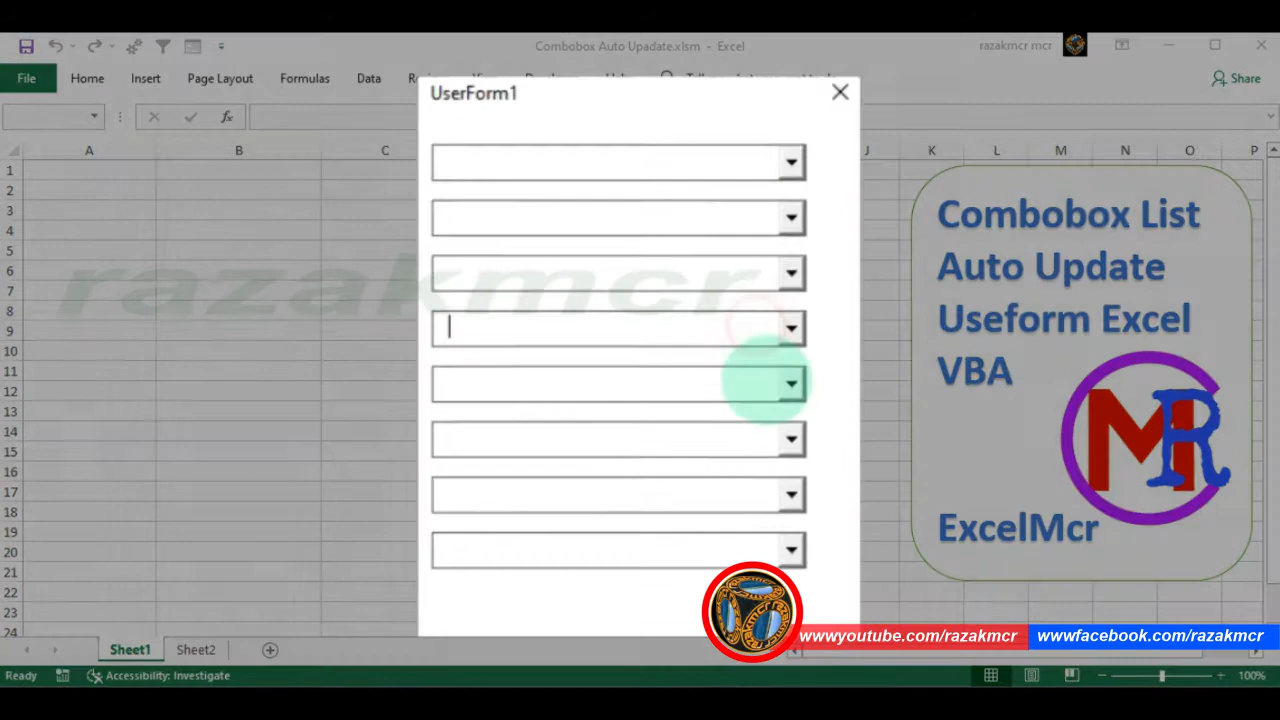 Combobox Auto Upadate.xlsm - Excel
razakmcr mcr
File Home Insert Page Layout Formulas Data
Share
UserForm1
fx
A B C J K L M N O P
1
2
3
4
5
6
7
8
9
10
11
12
13
14
15
16
17
18
19
20
21
22
23
24
razakmcr
Combobox List
Auto Update
Useform Excel
VBA
MR
ExcelMcr
wwwyoutube.com/razakmcr wwwfacebook.com/razakmcr
Sheet1 Sheet2
Ready Accessibility: Investigate 100%